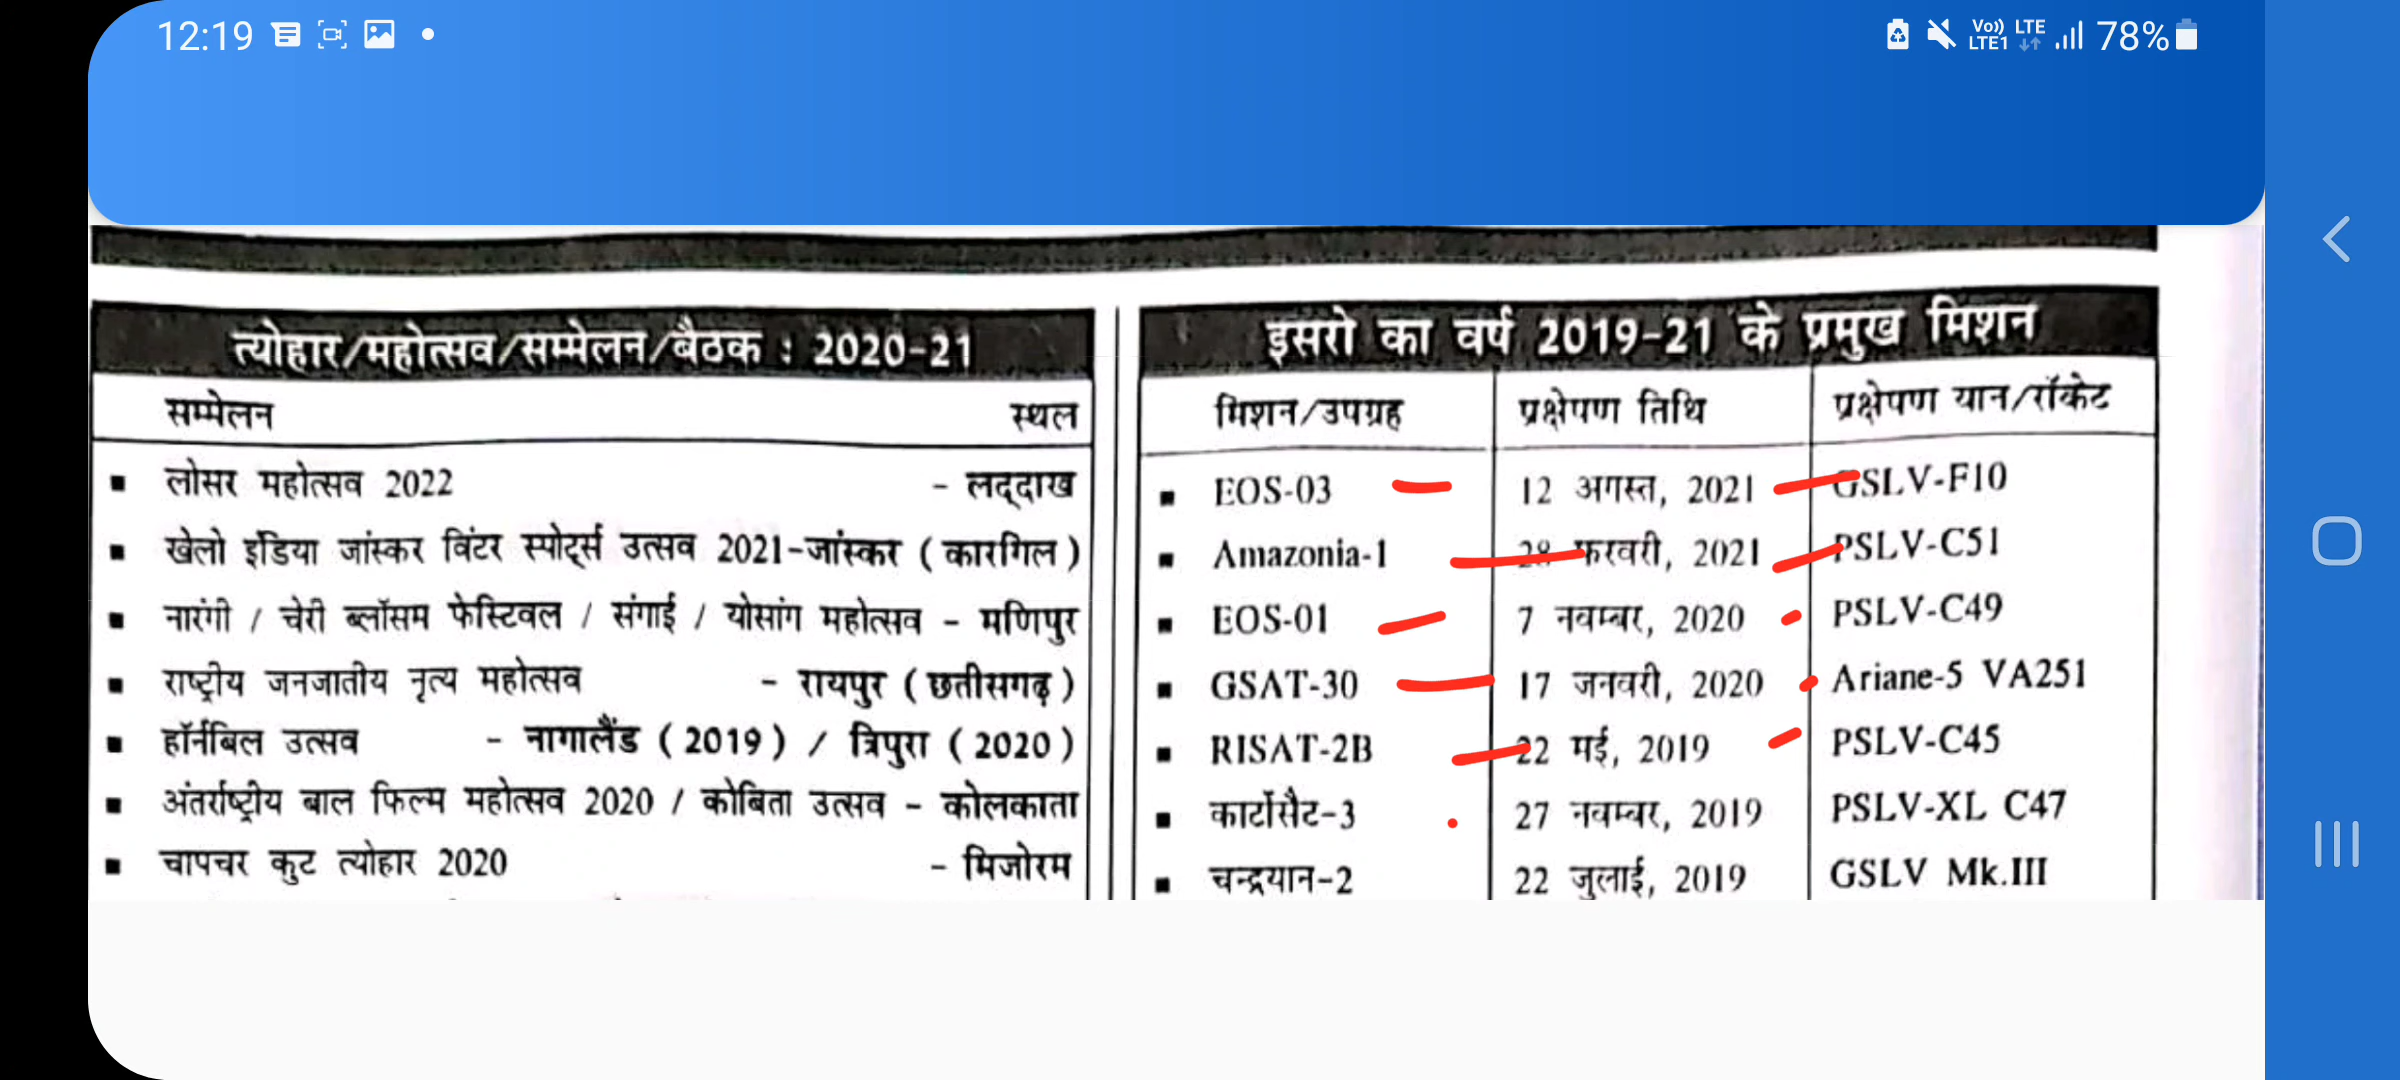 12:19
Vo)) LTE1 LTE 78%
त्योहार/महोत्सव/सम्मेलन/बैठक : 2020-21
सम्मेलन स्थल
▪ लोसर महोत्सव 2022 - लद्दाख
▪ खेलो इंडिया जांस्कर विंटर स्पोर्ट्स उत्सव 2021-जांस्कर (कारगिल)
▪ नारंगी / चेरी ब्लॉसम फेस्टिवल / संगाई / योसांग महोत्सव - मणिपुर
▪ राष्ट्रीय जनजातीय नृत्य महोत्सव - रायपुर (छतीसगढ़)
▪ हॉर्नबिल उत्सव - नागालैंड (2019) / त्रिपुरा (2020)
▪ अंतर्राष्ट्रीय बाल फिल्म महोत्सव 2020 / कोबिता उत्सव - कोलकाता
▪ चापचर कुट त्योहार 2020 - मिजोरम
इसरो का वर्ष 2019-21 के प्रमुख मिशन
मिशन/उपग्रह प्रक्षेपण तिथि प्रक्षेपण यान/रॉकेट
▪ EOS-03 12 अगस्त, 2021 GSLV-F10
▪ Amazonia-1 28 फरवरी, 2021 PSLV-C51
▪ EOS-01 7 नवम्बर, 2020 PSLV-C49
▪ GSAT-30 17 जनवरी, 2020 Ariane-5 VA251
▪ RISAT-2B 22 मई, 2019 PSLV-C45
▪ कार्टोसैट-3 27 नवम्बर, 2019 PSLV-XL C47
▪ चन्द्रयान-2 22 जुलाई, 2019 GSLV Mk.III